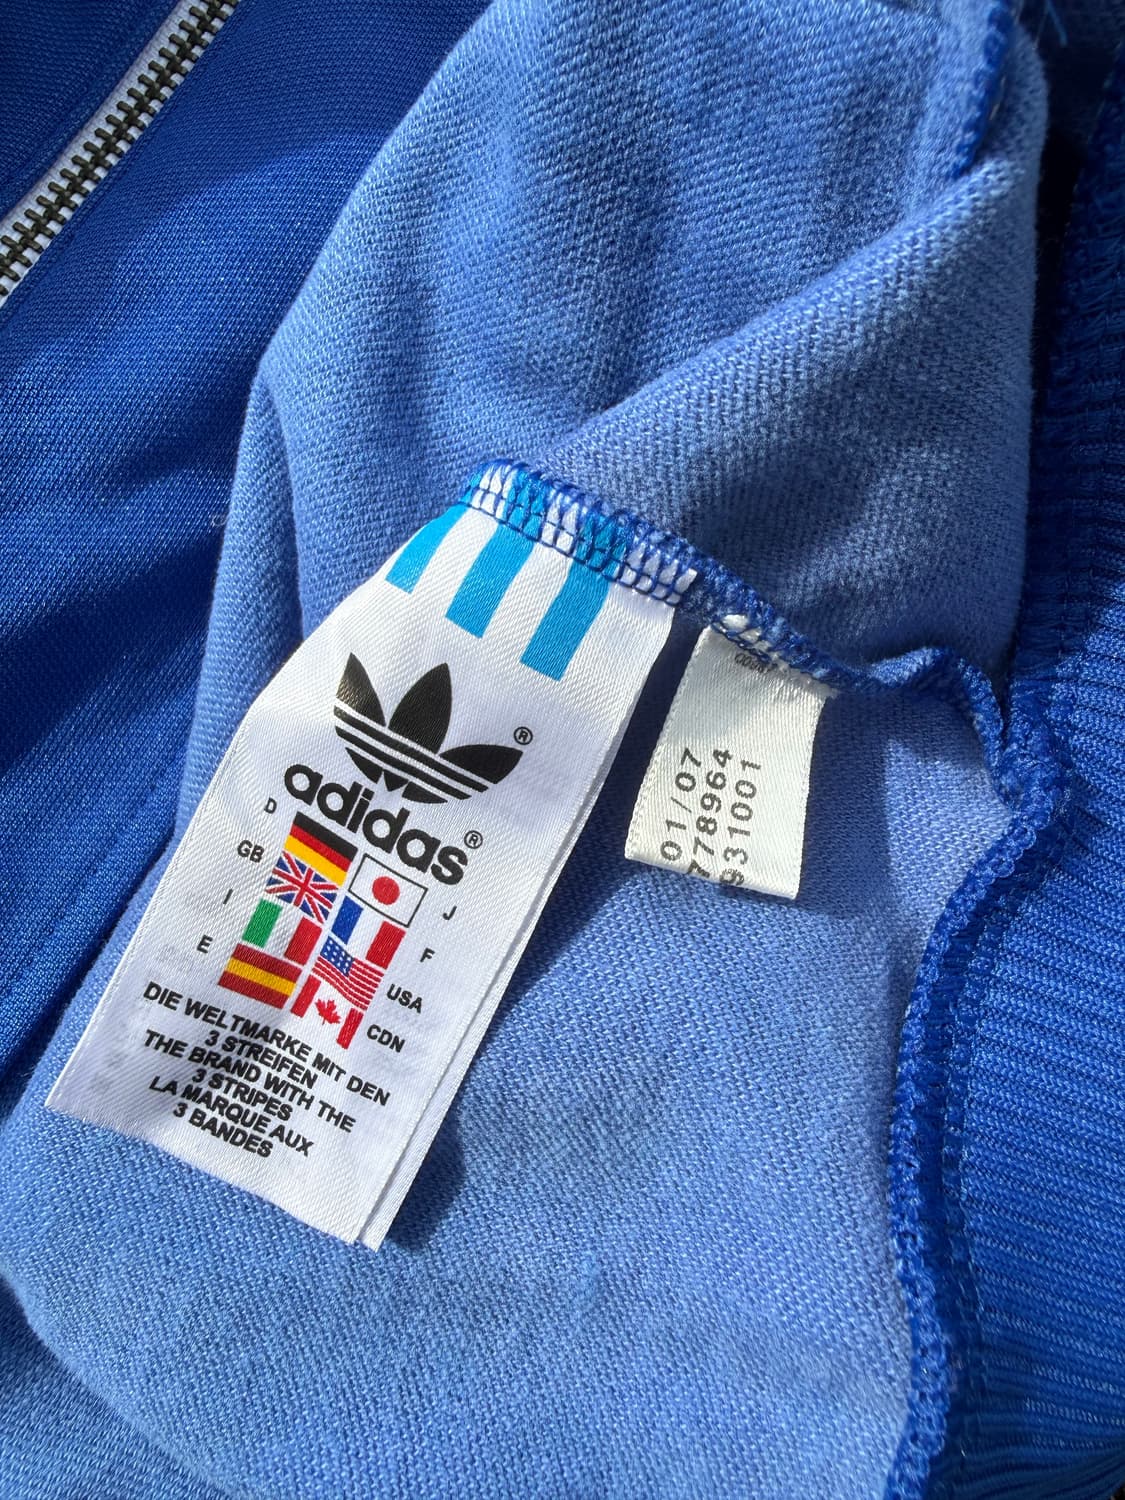 ®
adidas®
D
GB
J
I
F
E
USA
CDN
DIE WELTMARKE MIT DEN
3 STREIFEN
THE BRAND WITH THE
3 STRIPES
LA MARQUE AUX
3 BANDES
01/07
778964
931001